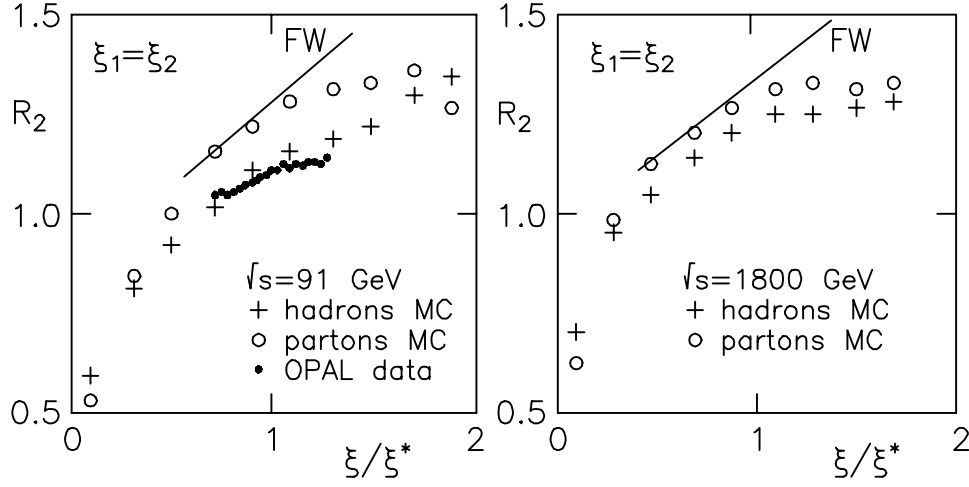 1.5
FW
ξ₁=ξ₂
R₂
1.0
√s=91 GeV
+ hadrons MC
○ partons MC
● OPAL data
0.5
0 1 2
ξ/ξ*
1.5
FW
ξ₁=ξ₂
1.0
√s=1800 GeV
+ hadrons MC
○ partons MC
0.5
0 1 2
ξ/ξ*